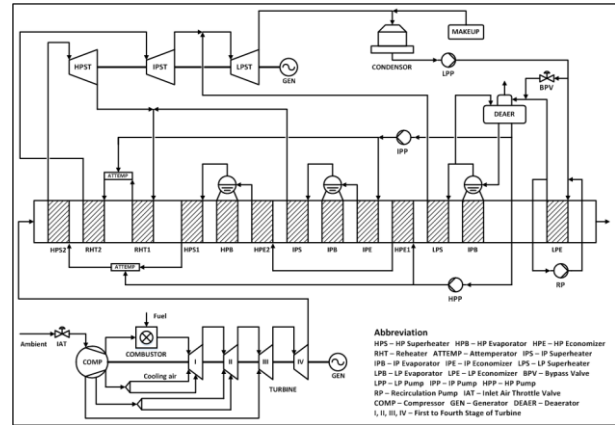 MAKEUP
HPST
IPST
LPST
GEN
CONDENSOR
LPP
BPV
DEAER
IPP
ATTEMP
HPS2
RHT2
RHT1
HPS1
HPB
HPE2
IPS
IPB
IPE
HPE1
LPS
IPB
LPE
ATTEMP
RP
HPP
Fuel
Ambient
IAT
COMBUSTOR
COMP
I
II
III
IV
GEN
Cooling air
TURBINE
Abbreviation
HPS – HP Superheater HPB – HP Evaporator HPE – HP Economizer
RHT – Reheater ATTEMP – Attemperator IPS – IP Superheater
IPB – IP Evaporator IPE – IP Economizer LPS – LP Superheater
LPB – LP Evaporator LPE – LP Economizer BPV – Bypass Valve
LPP – LP Pump IPP – IP Pump HPP – HP Pump
RP – Recirculation Pump IAT – Inlet Air Throttle Valve
COMP – Compressor GEN – Generator DEAER – Deaerator
I, II, III, IV – First to Fourth Stage of Turbine